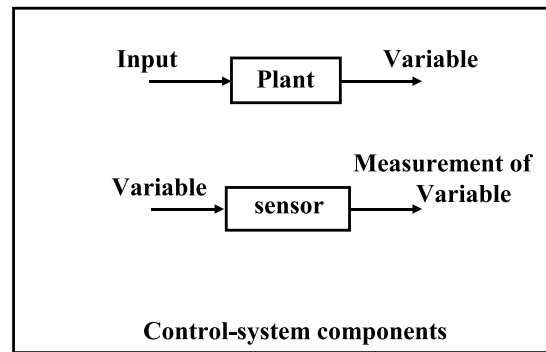 Input
Plant
Variable
Variable
sensor
Measurement of
Variable
Control-system components